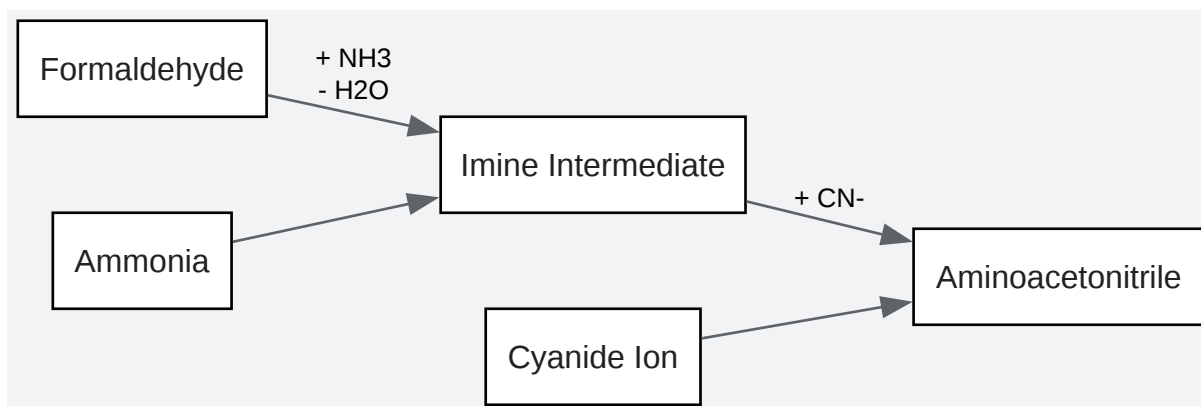 Formaldehyde
+ NH3
- H2O
Imine Intermediate
Ammonia
+ CN-
Aminoacetonitrile
Cyanide Ion